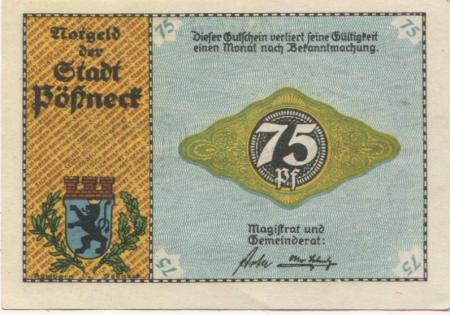 Notgeld
der
Stadt
Pößneck
75
75
Dieser Gutschein verliert seine Gültigkeit
einen Monat nach Bekanntmachung.
75
Pf
Magistrat und
Gemeinderat:
75
75